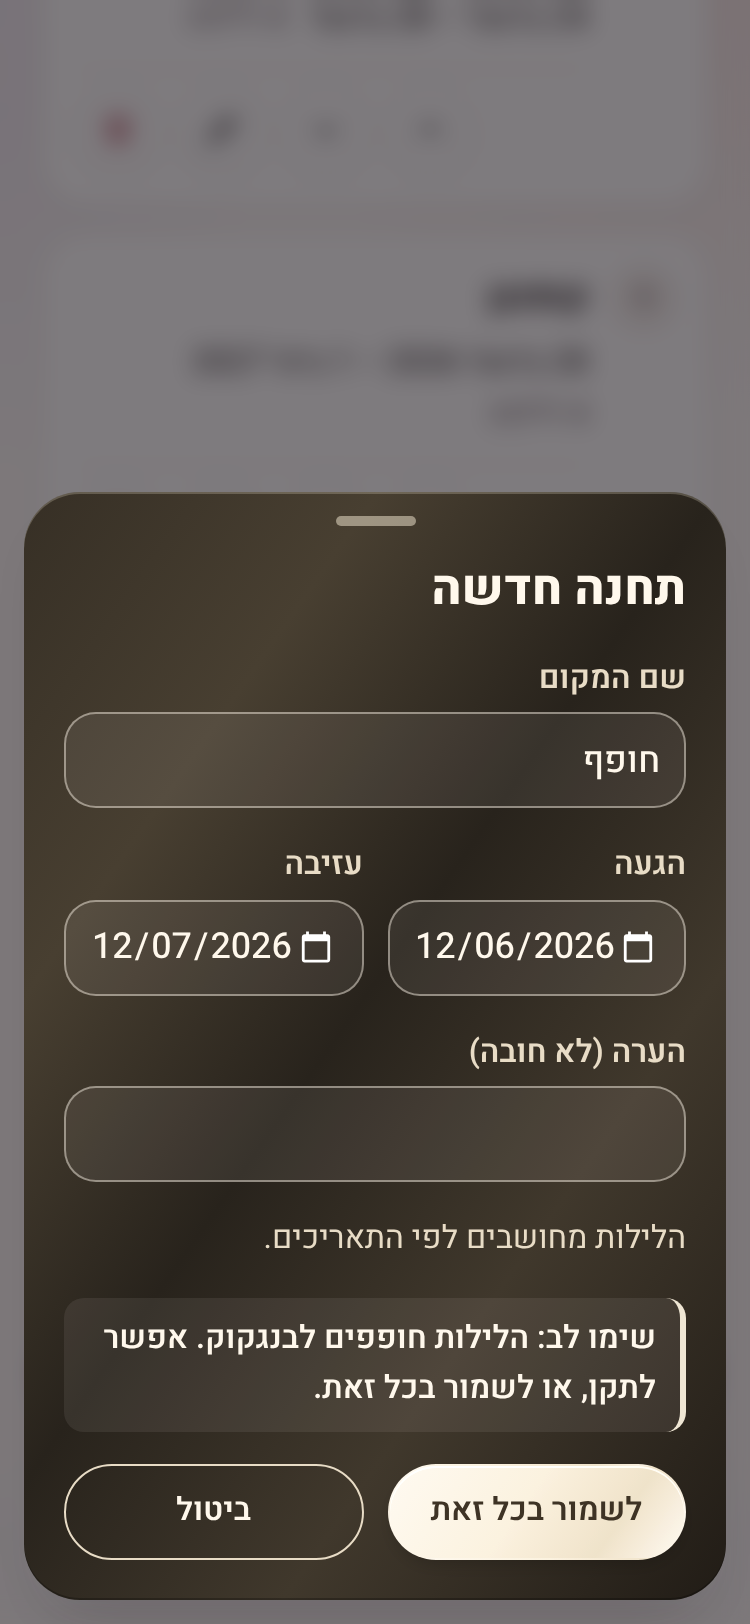 תחנה חדשה
שם המקום
חופף
הגעה
עזיבה
12/06/2026
12/07/2026
הערה (לא חובה)
הלילות מחושבים לפי התאריכים.
שימו לב: הלילות חופפים לבנגקוק. אפשר
לתקן, או לשמור בכל זאת.
לשמור בכל זאת
ביטול